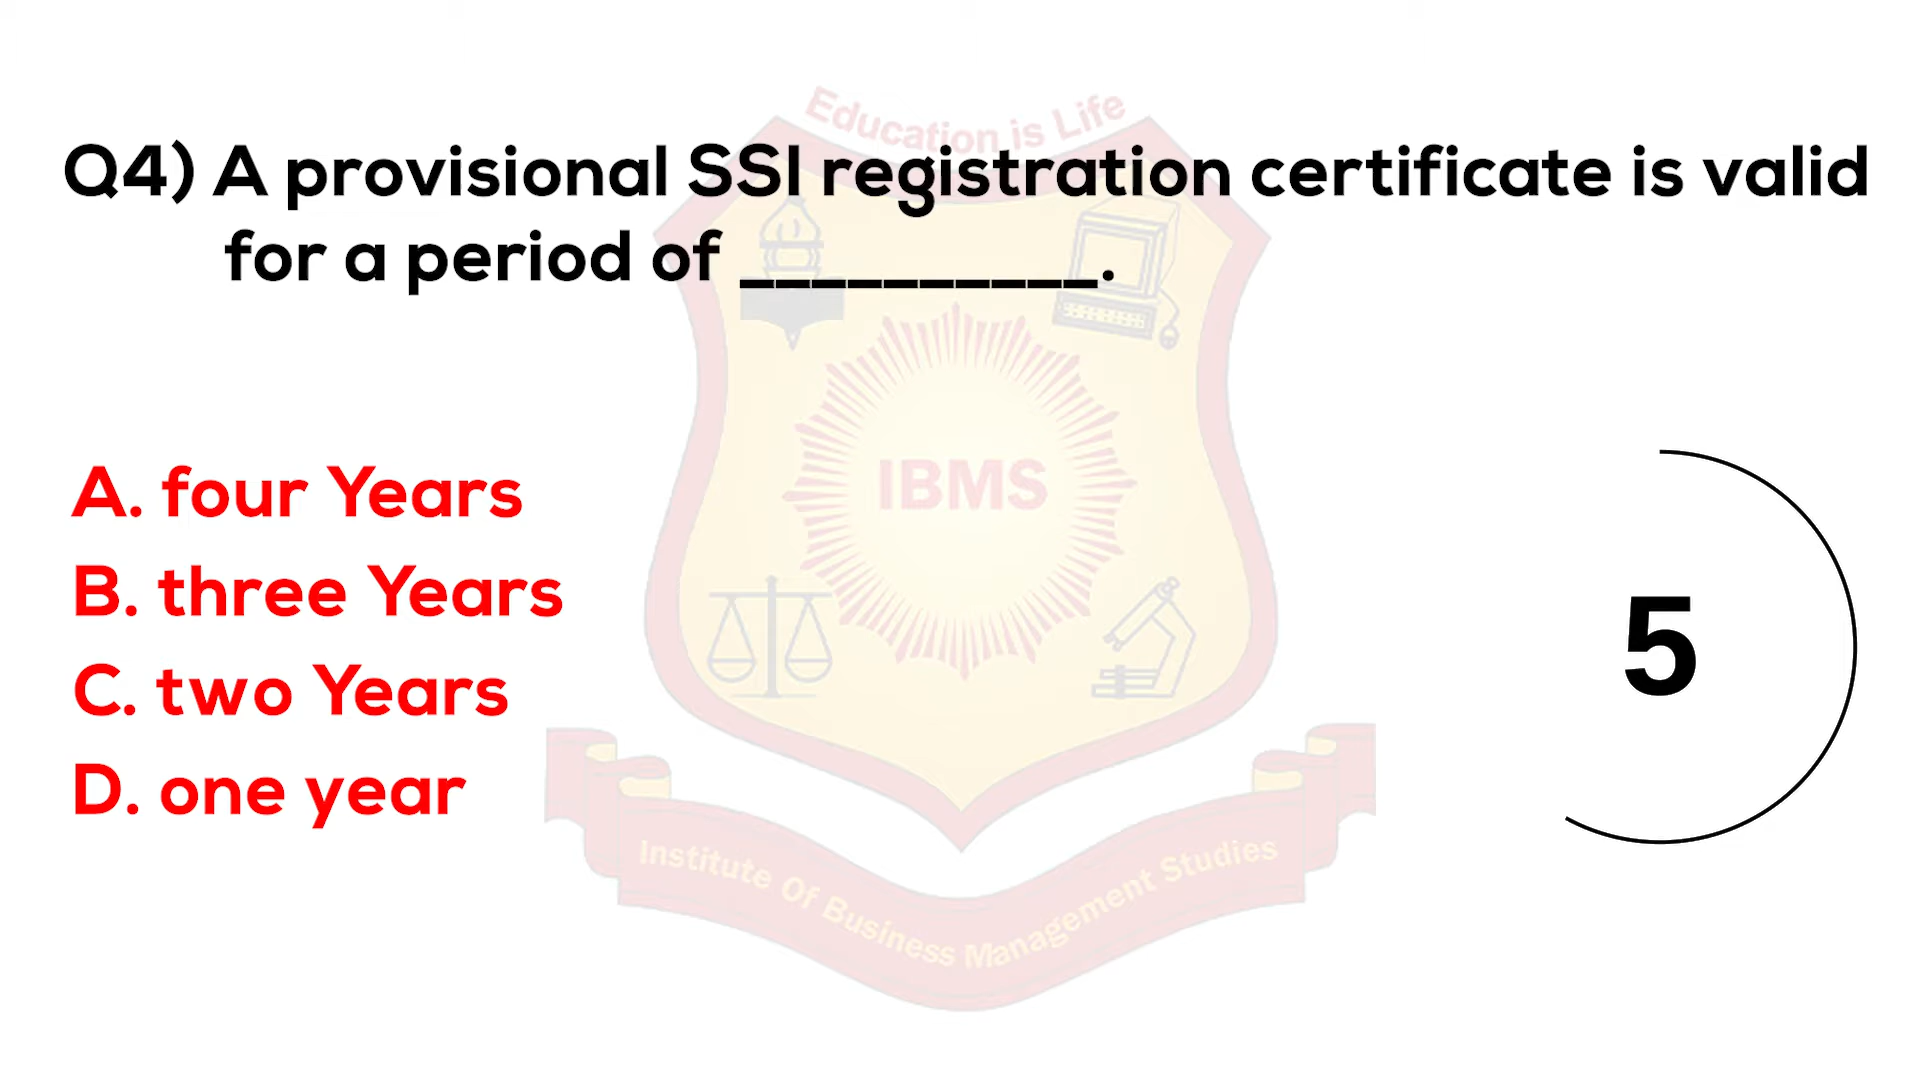 Education is Life
Q4) A provisional SSI registration certificate is valid
for a period of __________.
IBMS
A. four Years
B. three Years
C. two Years
D. one year
5
Institute Of Business Management Studies